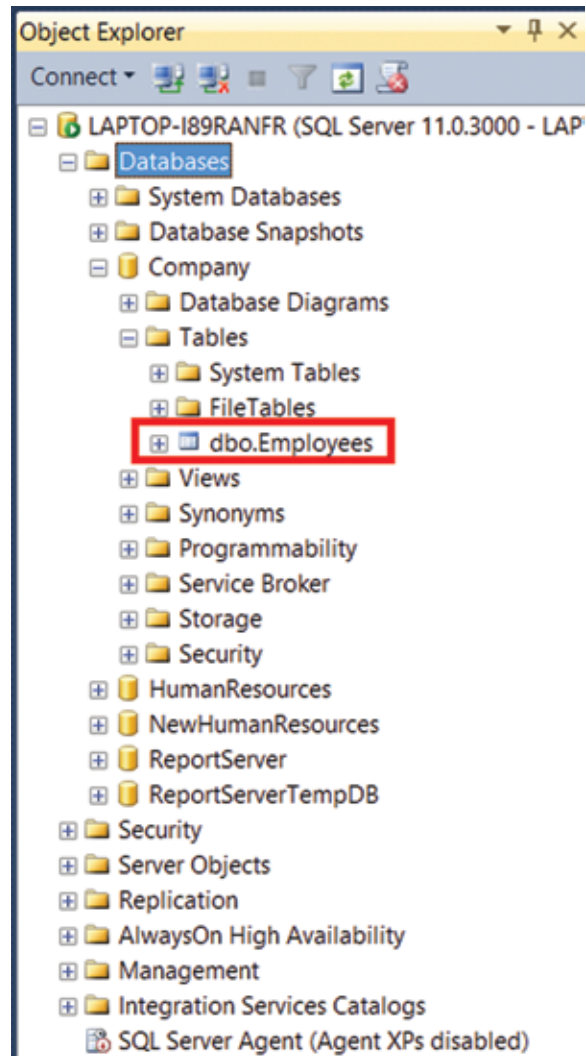 Object Explorer
Connect
LAPTOP-I89RANFR (SQL Server 11.0.3000 - LAP
Databases
System Databases
Database Snapshots
Company
Database Diagrams
Tables
System Tables
FileTables
dbo.Employees
Views
Synonyms
Programmability
Service Broker
Storage
Security
HumanResources
NewHumanResources
ReportServer
ReportServerTempDB
Security
Server Objects
Replication
AlwaysOn High Availability
Management
Integration Services Catalogs
SQL Server Agent (Agent XPs disabled)